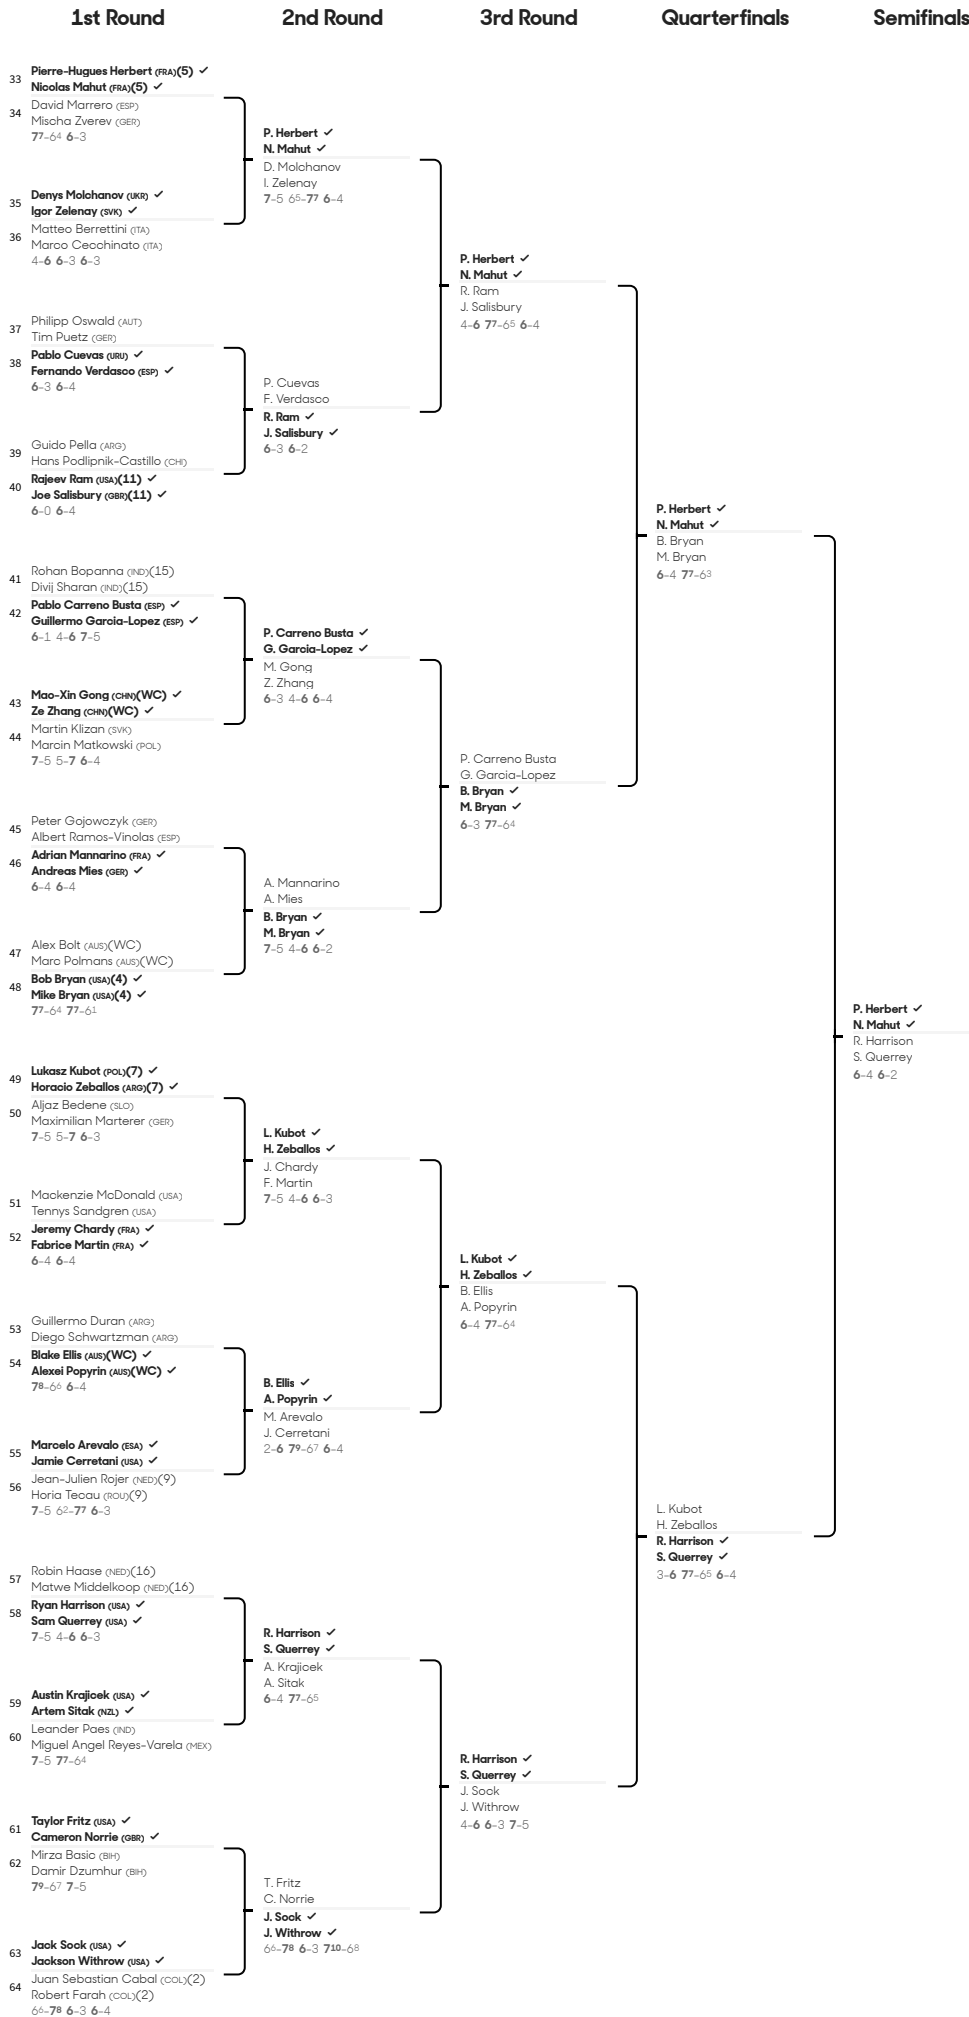 1st Round
2nd Round
3rd Round
Quarterfinals
Semifinals
33
Pierre-Hugues Herbert (FRA)(5) ✓
Nicolas Mahut (FRA)(5) ✓
34
David Marrero (ESP)
Mischa Zverev (GER)
7⁷-6⁴ 6-3
35
Denys Molchanov (UKR) ✓
Igor Zelenay (SVK) ✓
36
Matteo Berrettini (ITA)
Marco Cecchinato (ITA)
4-6 6-3 6-3
37
Philipp Oswald (AUT)
Tim Puetz (GER)
38
Pablo Cuevas (URU) ✓
Fernando Verdasco (ESP) ✓
6-3 6-4
39
Guido Pella (ARG)
Hans Podlipnik-Castillo (CHI)
40
Rajeev Ram (USA)(11) ✓
Joe Salisbury (GBR)(11) ✓
6-0 6-4
41
Rohan Bopanna (IND)(15)
Divij Sharan (IND)(15)
42
Pablo Carreno Busta (ESP) ✓
Guillermo Garcia-Lopez (ESP) ✓
6-1 4-6 7-5
43
Mao-Xin Gong (CHN)(WC) ✓
Ze Zhang (CHN)(WC) ✓
44
Martin Klizan (SVK)
Marcin Matkowski (POL)
7-5 5-7 6-4
45
Peter Gojowczyk (GER)
Albert Ramos-Vinolas (ESP)
46
Adrian Mannarino (FRA) ✓
Andreas Mies (GER) ✓
6-4 6-4
47
Alex Bolt (AUS)(WC)
Marc Polmans (AUS)(WC)
48
Bob Bryan (USA)(4) ✓
Mike Bryan (USA)(4) ✓
7⁷-6⁴ 7⁷-6¹
49
Lukasz Kubot (POL)(7) ✓
Horacio Zeballos (ARG)(7) ✓
50
Aljaz Bedene (SLO)
Maximilian Marterer (GER)
7-5 5-7 6-3
51
Mackenzie McDonald (USA)
Tennys Sandgren (USA)
52
Jeremy Chardy (FRA) ✓
Fabrice Martin (FRA) ✓
6-4 6-4
53
Guillermo Duran (ARG)
Diego Schwartzman (ARG)
54
Blake Ellis (AUS)(WC) ✓
Alexei Popyrin (AUS)(WC) ✓
7⁸-6⁶ 6-4
55
Marcelo Arevalo (ESA) ✓
Jamie Cerretani (USA) ✓
56
Jean-Julien Rojer (NED)(9)
Horia Tecau (ROU)(9)
7-5 6²-7⁷ 6-3
57
Robin Haase (NED)(16)
Matwe Middelkoop (NED)(16)
58
Ryan Harrison (USA) ✓
Sam Querrey (USA) ✓
7-5 4-6 6-3
59
Austin Krajicek (USA) ✓
Artem Sitak (NZL) ✓
60
Leander Paes (IND)
Miguel Angel Reyes-Varela (MEX)
7-5 7⁷-6⁴
61
Taylor Fritz (USA) ✓
Cameron Norrie (GBR) ✓
62
Mirza Basic (BIH)
Damir Dzumhur (BIH)
7⁹-6⁷ 7-5
63
Jack Sock (USA) ✓
Jackson Withrow (USA) ✓
64
Juan Sebastian Cabal (COL)(2)
Robert Farah (COL)(2)
6⁶-7⁸ 6-3 6-4
P. Herbert ✓
N. Mahut ✓
D. Molchanov
I. Zelenay
7-5 6⁵-7⁷ 6-4
P. Cuevas
F. Verdasco
R. Ram ✓
J. Salisbury ✓
6-3 6-2
P. Carreno Busta ✓
G. Garcia-Lopez ✓
M. Gong
Z. Zhang
6-3 4-6 6-4
A. Mannarino
A. Mies
B. Bryan ✓
M. Bryan ✓
7-5 4-6 6-2
L. Kubot ✓
H. Zeballos ✓
J. Chardy
F. Martin
7-5 4-6 6-3
B. Ellis ✓
A. Popyrin ✓
M. Arevalo
J. Cerretani
2-6 7⁹-6⁷ 6-4
R. Harrison ✓
S. Querrey ✓
A. Krajicek
A. Sitak
6-4 7⁷-6⁵
T. Fritz
C. Norrie
J. Sock ✓
J. Withrow ✓
6⁶-7⁸ 6-3 7¹⁰-6⁸
P. Herbert ✓
N. Mahut ✓
R. Ram
J. Salisbury
4-6 7⁷-6⁵ 6-4
P. Carreno Busta
G. Garcia-Lopez
B. Bryan ✓
M. Bryan ✓
6-3 7⁷-6⁴
L. Kubot ✓
H. Zeballos ✓
B. Ellis
A. Popyrin
6-4 7⁷-6⁴
R. Harrison ✓
S. Querrey ✓
J. Sock
J. Withrow
4-6 6-3 7-5
P. Herbert ✓
N. Mahut ✓
B. Bryan
M. Bryan
6-4 7⁷-6³
L. Kubot
H. Zeballos
R. Harrison ✓
S. Querrey ✓
3-6 7⁷-6⁵ 6-4
P. Herbert ✓
N. Mahut ✓
R. Harrison
S. Querrey
6-4 6-2